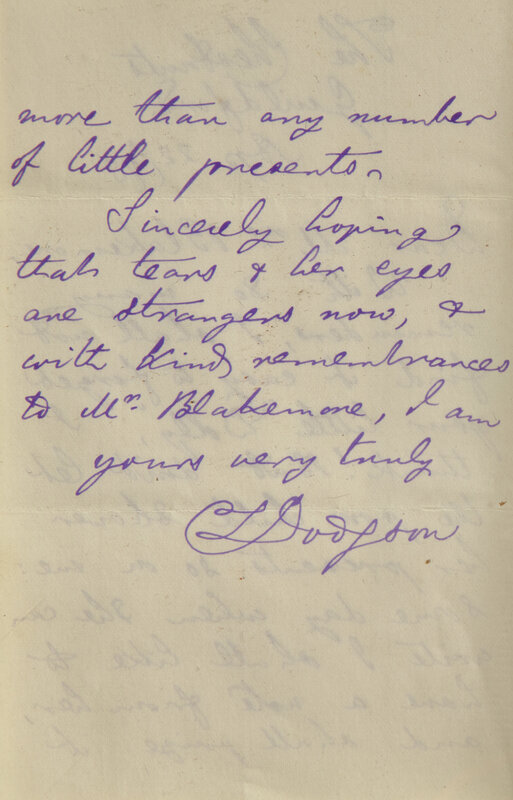 more than any number
of little presents.
Sincerely hoping
that tears & her eyes
are strangers now, &
with kind remembrances
to Mr. Blakemore, I am
yours very truly
CLDodgson